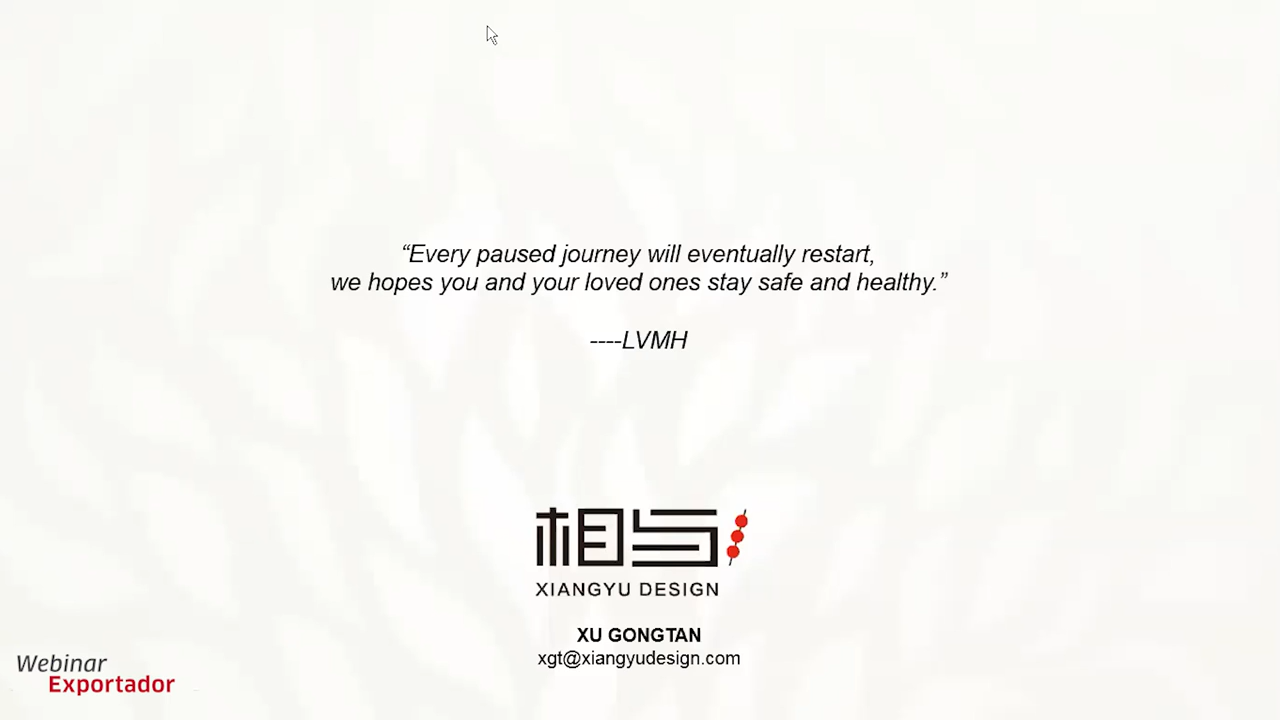 “Every paused journey will eventually restart,
we hopes you and your loved ones stay safe and healthy.”
----LVMH
相与
XIANGYU DESIGN
XU GONGTAN
xgt@xiangyudesign.com
Webinar
Exportador